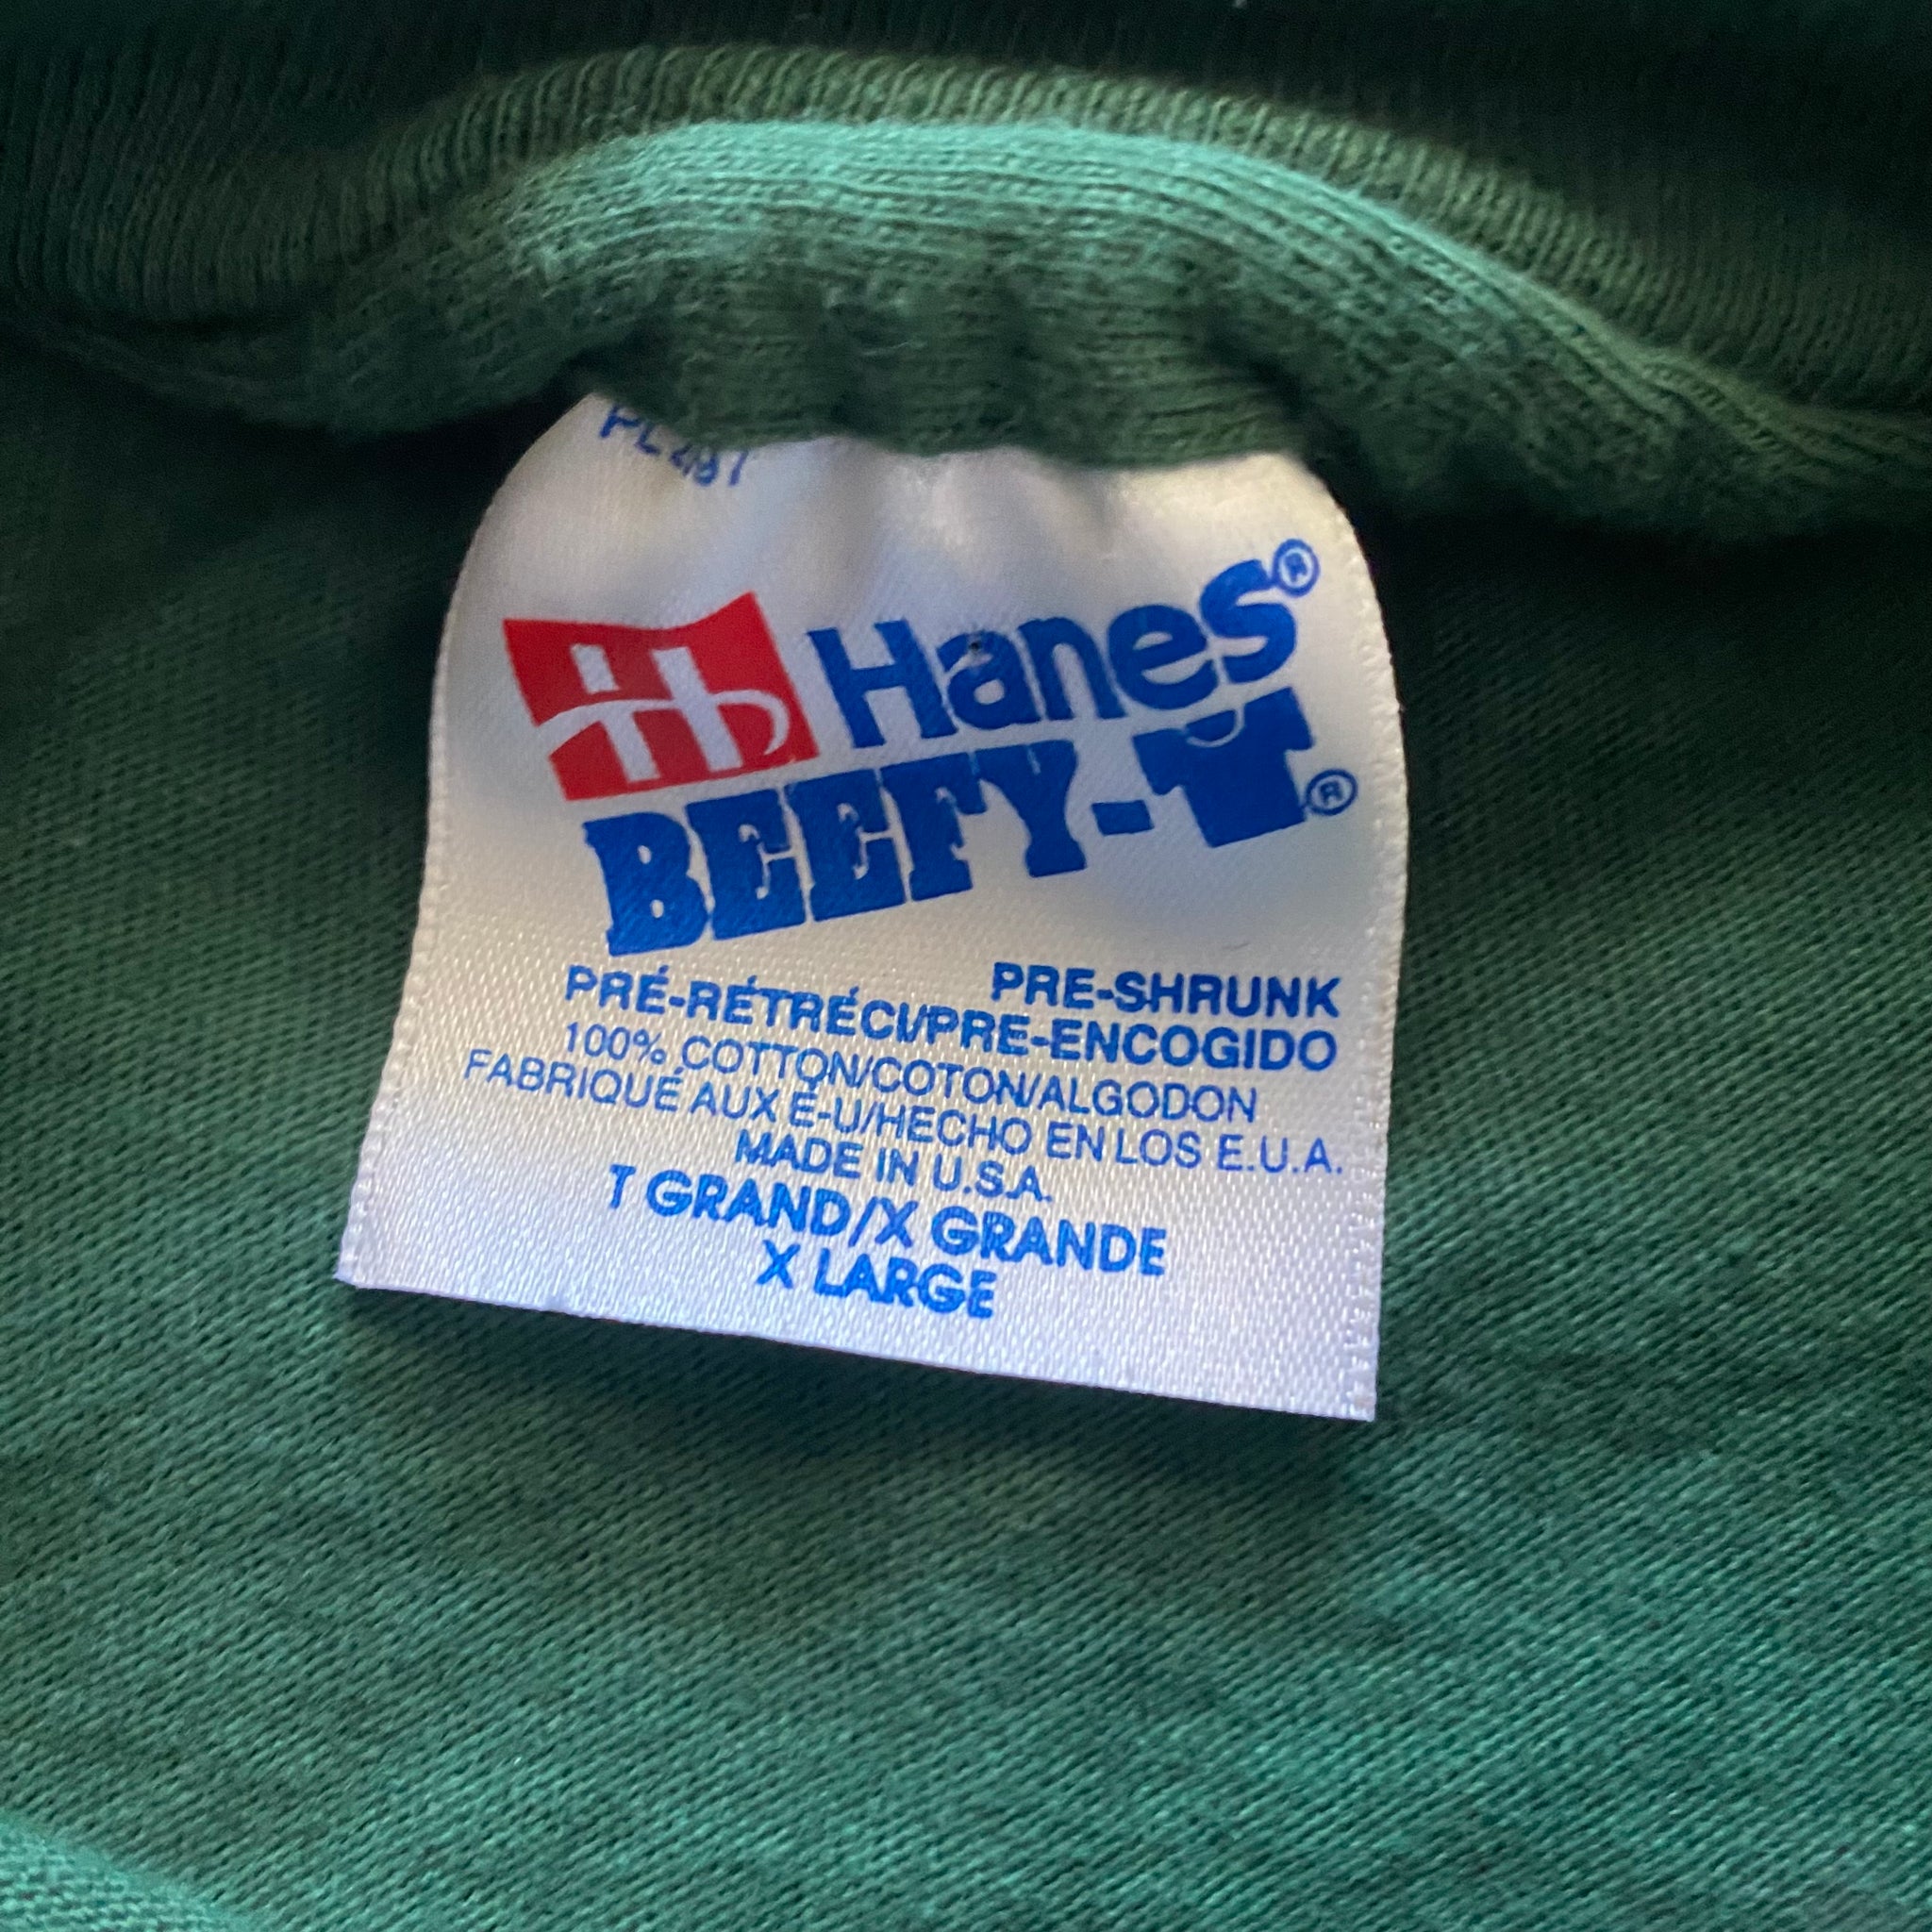 Hanes®
BEEFY-T®
PRE-SHRUNK
PRÉ-RÉTRÉCI/PRE-ENCOGIDO
100% COTTON/COTON/ALGODON
FABRIQUÉ AUX É-U/HECHO EN LOS E.U.A.
MADE IN U.S.A.
T GRAND/X GRANDE
X LARGE